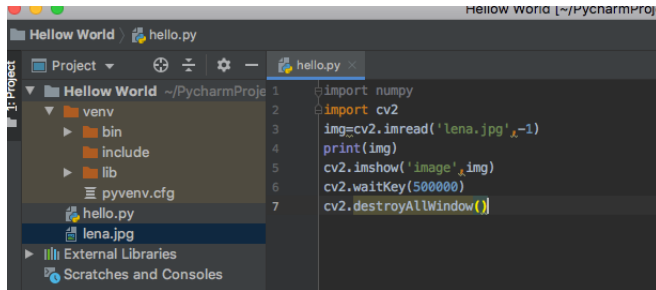 Hellow World [~/PycharmProj
Hellow World hello.py
1: Project
Project
hello.py
Hellow World ~/PycharmProje
venv
bin
include
lib
pyvenv.cfg
hello.py
lena.jpg
External Libraries
Scratches and Consoles
1 import numpy
2 import cv2
3 img=cv2.imread('lena.jpg',-1)
4 print(img)
5 cv2.imshow('image',img)
6 cv2.waitKey(500000)
7 cv2.destroyAllWindow()